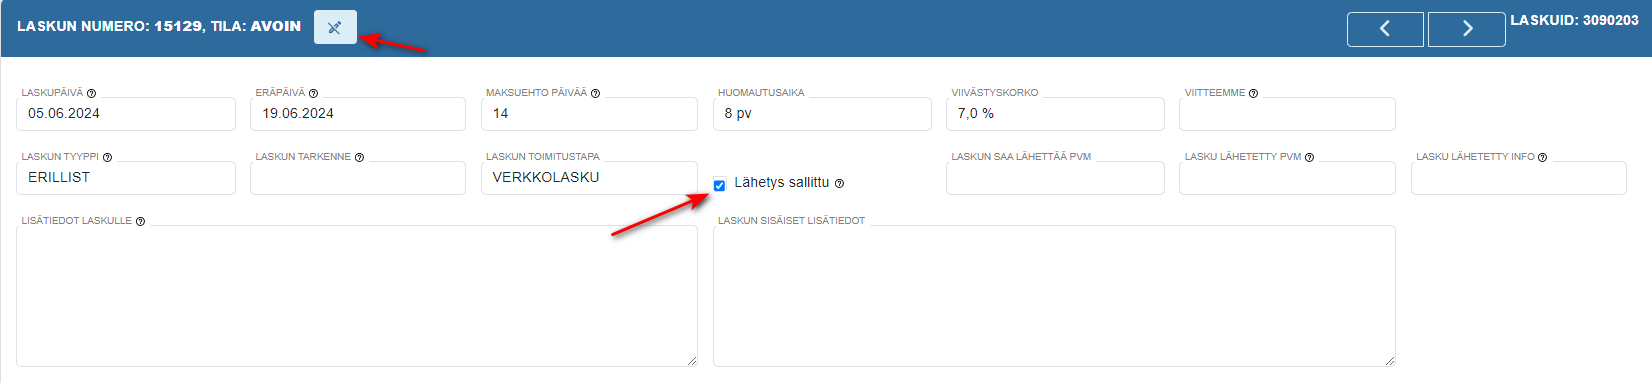 LASKUN NUMERO: 15129, TILA: AVOIN
LASKUID: 3090203
LASKUPÄIVÄ ERÄPÄIVÄ MAKSUEHTO PÄIVÄÄ HUOMAUTUSAIKA VIIVÄSTYSKORKO VIITTEEMME
05.06.2024 19.06.2024 14 8 pv 7,0 %
LASKUN TYYPPI LASKUN TARKENNE LASKUN TOIMITUSTAPA LASKUN SAA LÄHETTÄÄ PVM LASKU LÄHETETTY PVM LASKU LÄHETETTY INFO
ERILLIST VERKKOLASKU Lähetys sallittu
LISÄTIEDOT LASKULLE LASKUN SISÄISET LISÄTIEDOT